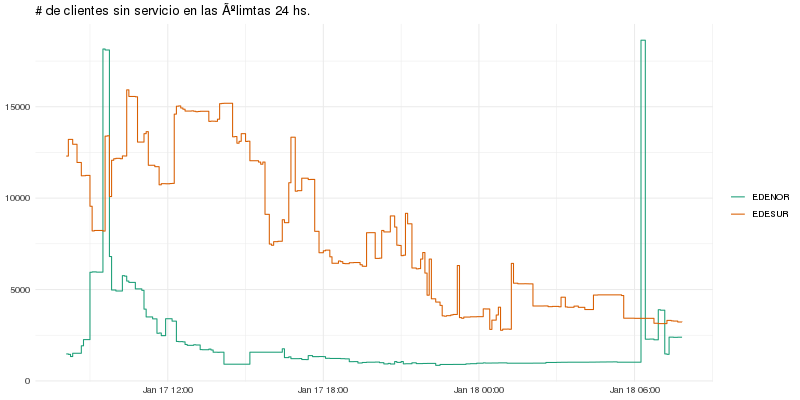 # de clientes sin servicio en las Ãºlimtas 24 hs.
15000
10000
5000
0
Jan 17 12:00
Jan 17 18:00
Jan 18 00:00
Jan 18 06:00
EDENOR
EDESUR